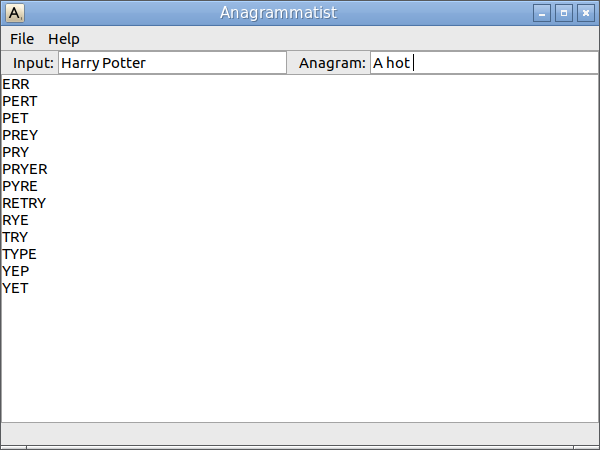 Anagrammatist
File Help
Input: Harry Potter Anagram: A hot
ERR
PERT
PET
PREY
PRY
PRYER
PYRE
RETRY
RYE
TRY
TYPE
YEP
YET